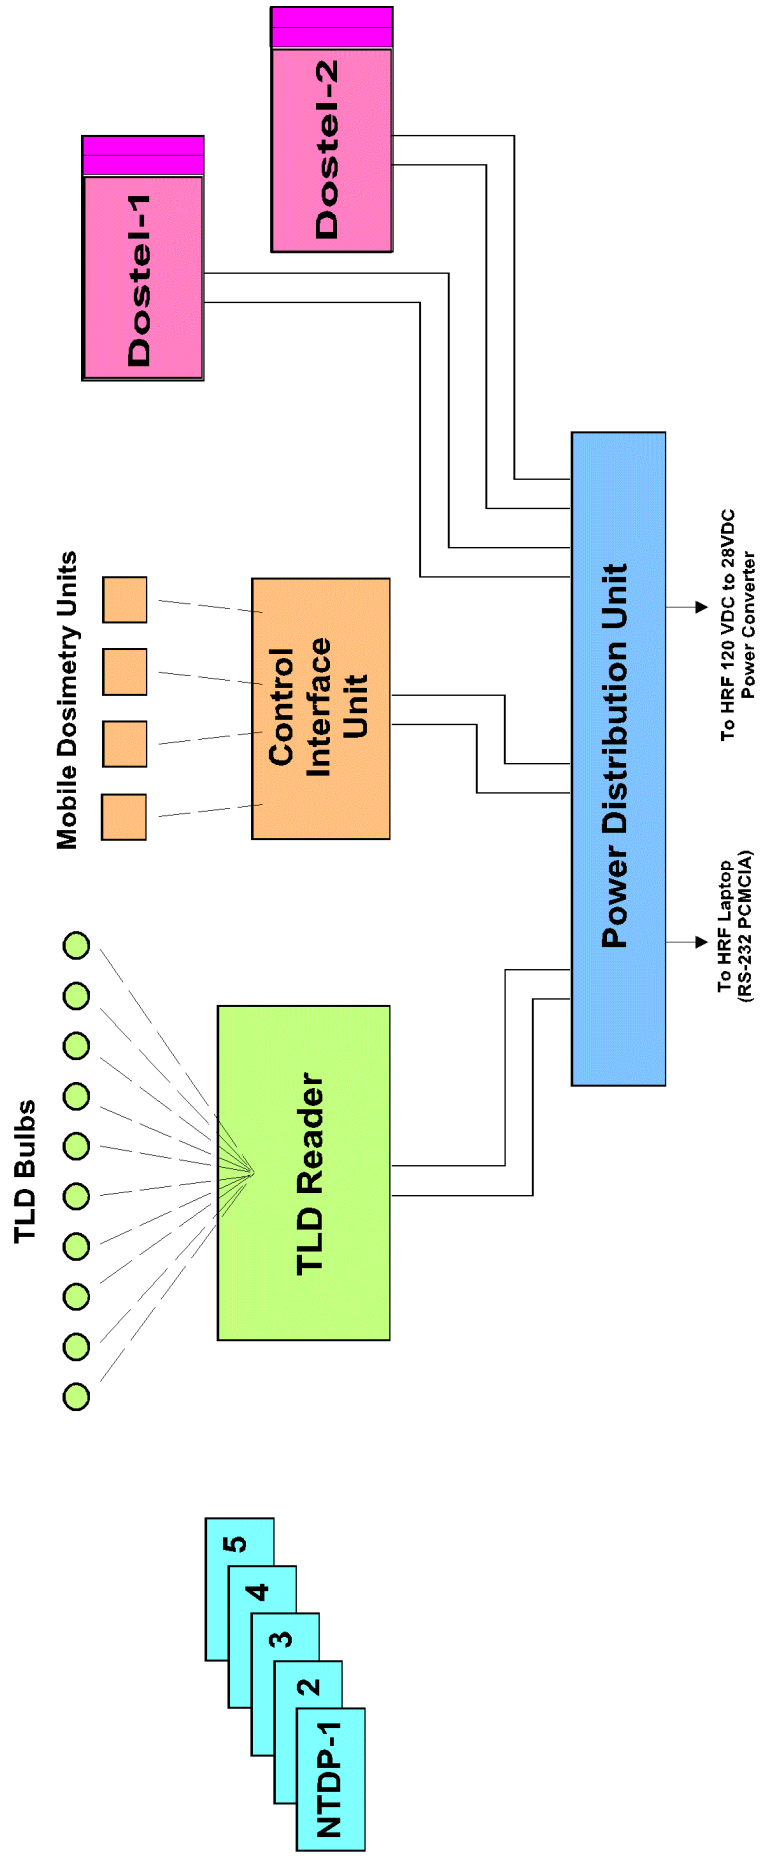 TLD Bulbs
Mobile Dosimetry Units
Dostel-1
Dostel-2
5
4
3
2
NTDP-1
TLD Reader
Control
Interface
Unit
Power Distribution Unit
To HRF Laptop
(RS-232 PCMCIA)
To HRF 120 VDC to 28VDC
Power Converter